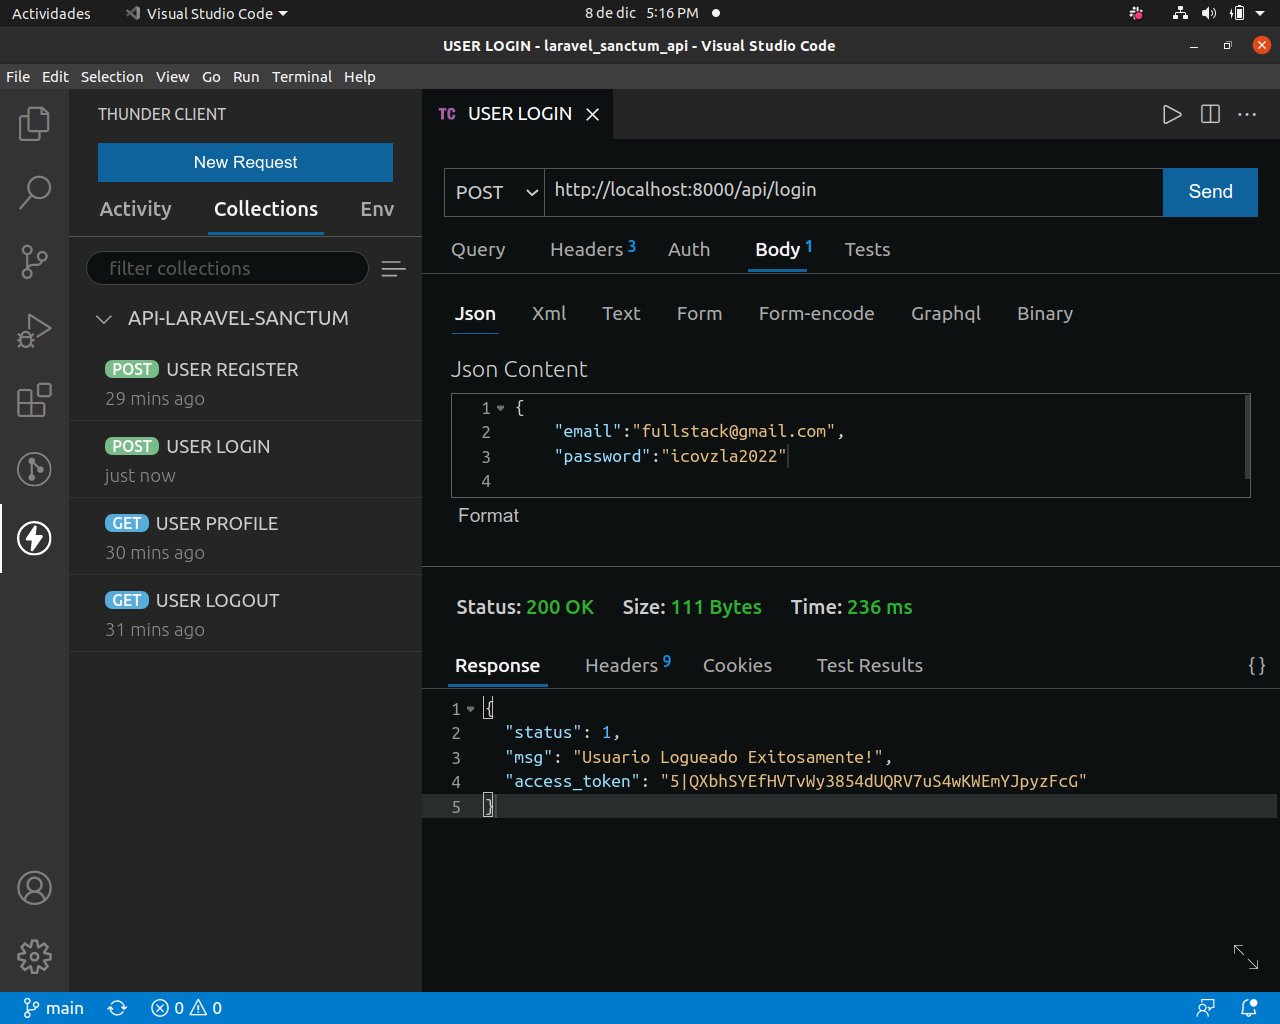 Actividades Visual Studio Code 8 de dic 5:16 PM
USER LOGIN - laravel_sanctum_api - Visual Studio Code
File Edit Selection View Go Run Terminal Help
THUNDER CLIENT
New Request
Activity Collections Env
filter collections
API-LARAVEL-SANCTUM
POST USER REGISTER
29 mins ago
POST USER LOGIN
just now
GET USER PROFILE
30 mins ago
GET USER LOGOUT
31 mins ago
TC USER LOGIN
POST http://localhost:8000/api/login Send
Query Headers 3 Auth Body 1 Tests
Json Xml Text Form Form-encode Graphql Binary
Json Content
1 {
2 "email":"fullstack@gmail.com",
3 "password":"icovzla2022"
4
Format
Status: 200 OK Size: 111 Bytes Time: 236 ms
Response Headers 9 Cookies Test Results {}
1 {
2 "status": 1,
3 "msg": "Usuario Logueado Exitosamente!",
4 "access_token": "5|QXbhSYEfHVTvWy3854dUQRV7uS4wKWEmYJpyzFcG"
5 }
main 0 0